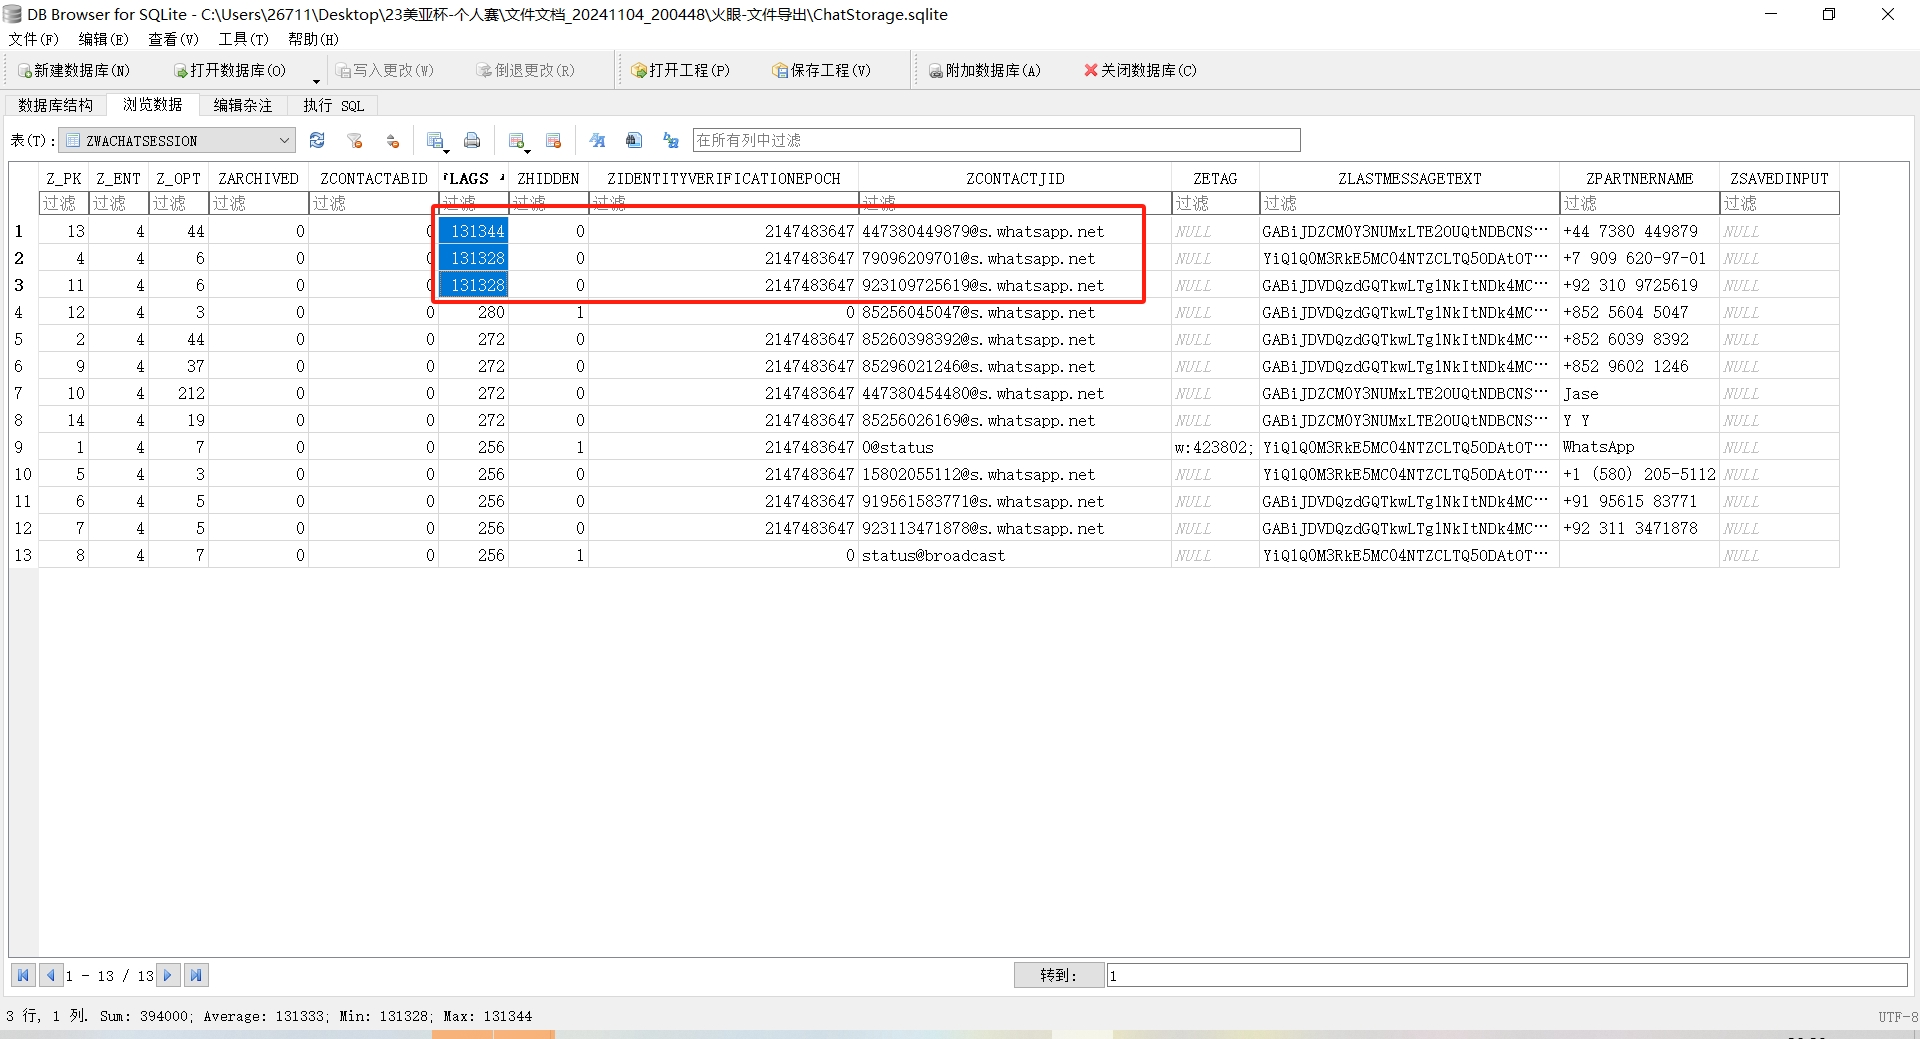 DB Browser for SQLite - C:\Users\26711\Desktop\23美亚杯-个人赛\文件文档_20241104_200448\火眼-文件导出\ChatStorage.sqlite
文件(F) 编辑(E) 查看(V) 工具(T) 帮助(H)
新建数据库(N) 打开数据库(O) 写入更改(W) 倒退更改(R) 打开工程(P) 保存工程(V) 附加数据库(A) 关闭数据库(C)
数据库结构 浏览数据 编辑杂注 执行 SQL
表(T): ZWACHATSESSION 在所有列中过滤
Z_PK Z_ENT Z_OPT ZARCHIVED ZCONTACTABID LAGS ZHIDDEN ZIDENTITYVERIFICATIONEPOCH ZCONTACTJID ZETAG ZLASTMESSAGETEXT ZPARTNERNAME ZSAVEDINPUT
过滤 过滤 过滤 过滤 过滤 过滤 过滤 过滤 过滤 过滤 过滤 过滤 过滤
1 13 4 44 0 0 131344 0 2147483647 447380449879@s.whatsapp.net NULL GABiJDZCMOY3NUMxLTE2OUQtNDBCNS… +44 7380 449879 NULL
2 4 4 6 0 0 131328 0 2147483647 79096209701@s.whatsapp.net NULL YiQlQ0M3RkE5MC04NTZCLTQ5ODAtOT… +7 909 620-97-01 NULL
3 11 4 6 0 0 131328 0 2147483647 923109725619@s.whatsapp.net NULL GABiJDVDQzdGQTkwLTg1NkItNDk4MC… +92 310 9725619 NULL
4 12 4 3 0 0 280 1 0 85256045047@s.whatsapp.net NULL GABiJDVDQzdGQTkwLTg1NkItNDk4MC… +852 5604 5047 NULL
5 2 4 44 0 0 272 0 2147483647 85260398392@s.whatsapp.net NULL GABiJDVDQzdGQTkwLTg1NkItNDk4MC… +852 6039 8392 NULL
6 9 4 37 0 0 272 0 2147483647 85296021246@s.whatsapp.net NULL GABiJDVDQzdGQTkwLTg1NkItNDk4MC… +852 9602 1246 NULL
7 10 4 212 0 0 272 0 2147483647 447380454480@s.whatsapp.net NULL GABiJDZCMOY3NUMxLTE2OUQtNDBCNS… Jase NULL
8 14 4 19 0 0 272 0 2147483647 85256026169@s.whatsapp.net NULL GABiJDZCMOY3NUMxLTE2OUQtNDBCNS… Y Y NULL
9 1 4 7 0 0 256 1 2147483647 0@status w:423802; YiQlQ0M3RkE5MC04NTZCLTQ5ODAtOT… WhatsApp NULL
10 5 4 3 0 0 256 0 2147483647 15802055112@s.whatsapp.net NULL YiQlQ0M3RkE5MC04NTZCLTQ5ODAtOT… +1 (580) 205-5112 NULL
11 6 4 5 0 0 256 0 2147483647 919561583771@s.whatsapp.net NULL GABiJDVDQzdGQTkwLTg1NkItNDk4MC… +91 95615 83771 NULL
12 7 4 5 0 0 256 0 2147483647 923113471878@s.whatsapp.net NULL GABiJDVDQzdGQTkwLTg1NkItNDk4MC… +92 311 3471878 NULL
13 8 4 7 0 0 256 1 0 status@broadcast NULL YiQlQ0M3RkE5MC04NTZCLTQ5ODAtOT… NULL
1 - 13 / 13 转到: 1
3 行, 1 列. Sum: 394000; Average: 131333; Min: 131328; Max: 131344 UTF-8